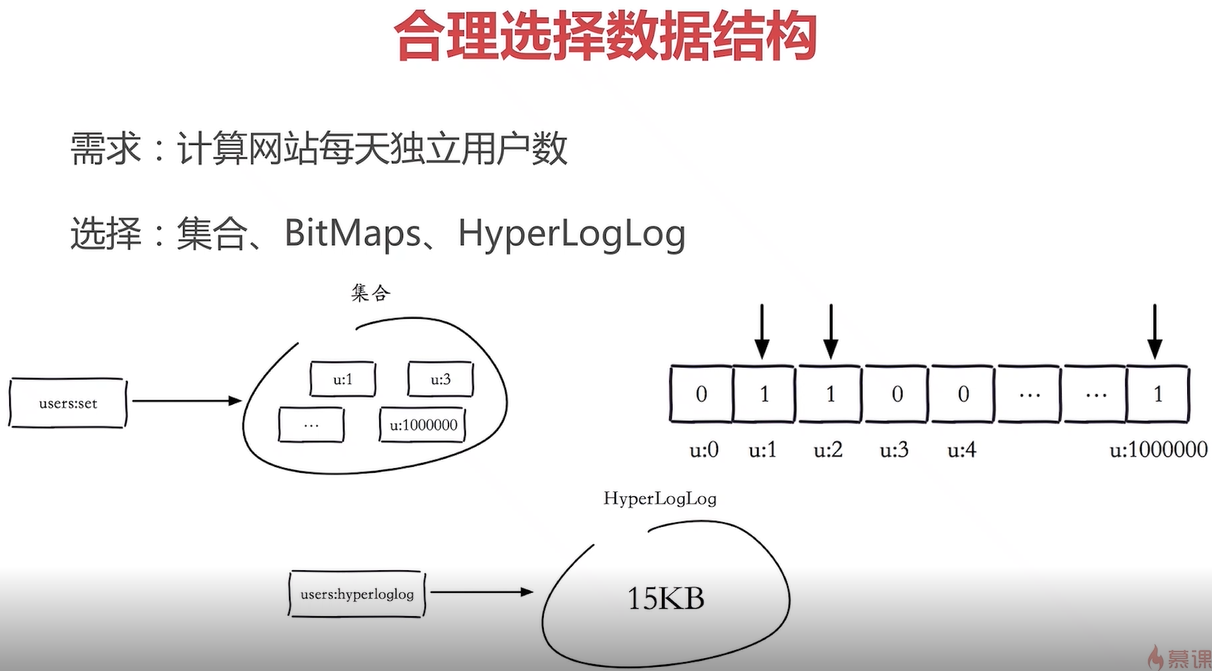 合理选择数据结构
需求：计算网站每天独立用户数
选择：集合、BitMaps、HyperLogLog
集合
users:set
u:1
u:3
...
u:1000000
0 1 1 0 0 ... ... 1
u:0 u:1 u:2 u:3 u:4 u:1000000
HyperLogLog
users:hyperloglog
15KB
慕课